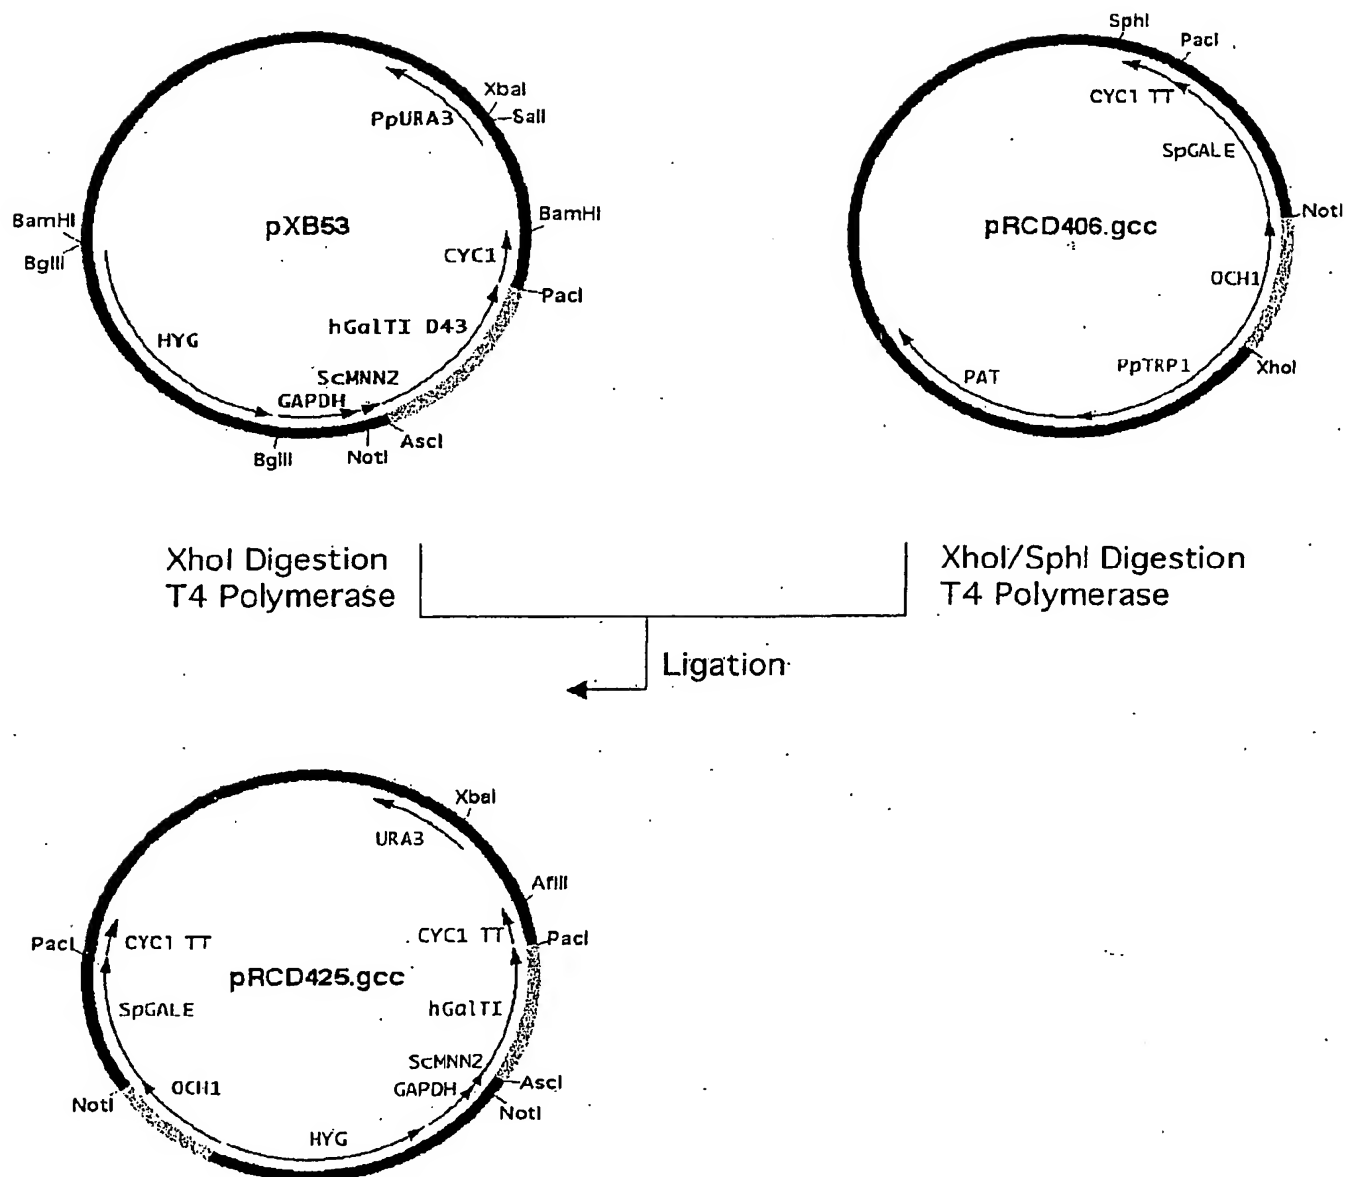 XbaI
SalI
PpURA3
BamHI
BamHI
BglII
pXB53
CYC1
PacI
hGalTI D43
HYG
ScMNN2
GAPDH
AscI
NotI
BglII
SphI
PacI
CYC1 TT
SpGALE
NotI
pRCD406.gcc
OCH1
XhoI
PpTRP1
PAT
XhoI Digestion
T4 Polymerase
XhoI/SphI Digestion
T4 Polymerase
Ligation
XbaI
URA3
AflII
PacI
CYC1 TT
CYC1 TT
PacI
pRCD425.gcc
SpGALE
hGalTI
ScMNN2
GAPDH
AscI
NotI
OCH1
NotI
HYG